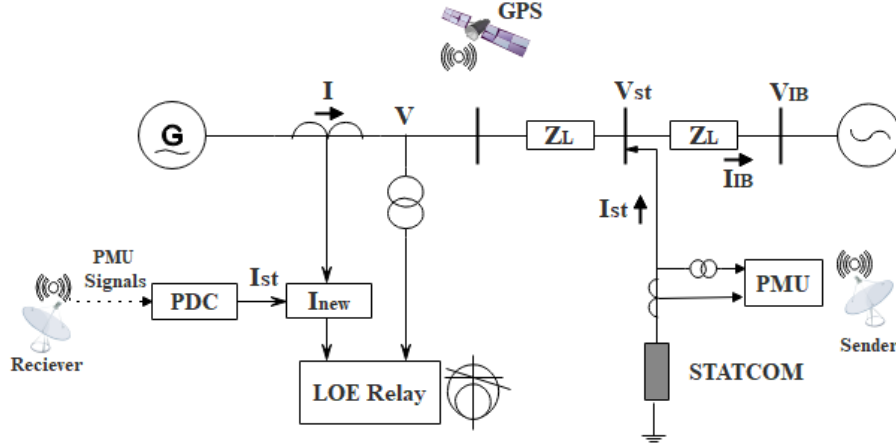 GPS
I
V
Vst
VIB
G
ZL
ZL
IIB
Ist
PMU
Signals
Ist
PDC
Inew
PMU
Reciever
Sender
LOE Relay
STATCOM